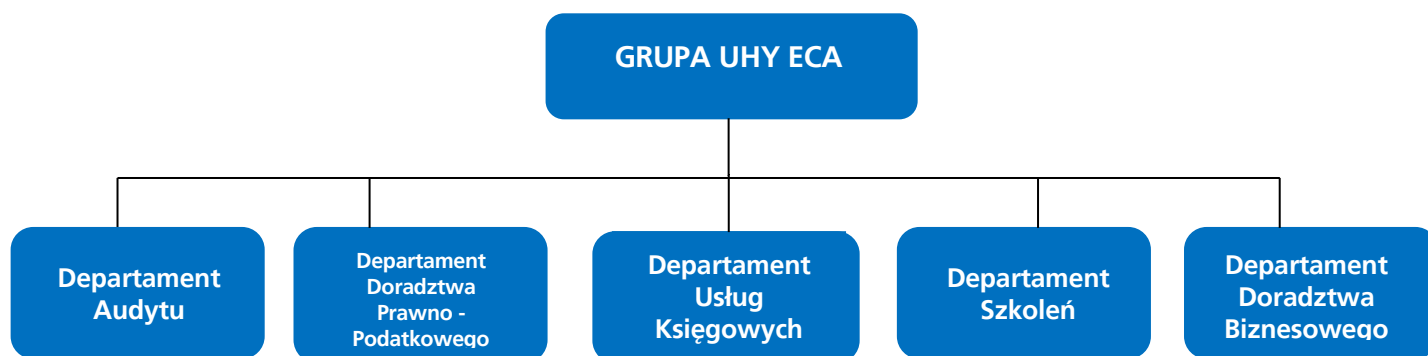 GRUPA UHY ECA
Departament
Audytu
Departament
Doradztwa
Prawno -
Podatkowego
Departament
Usług
Księgowych
Departament
Szkoleń
Departament
Doradztwa
Biznesowego